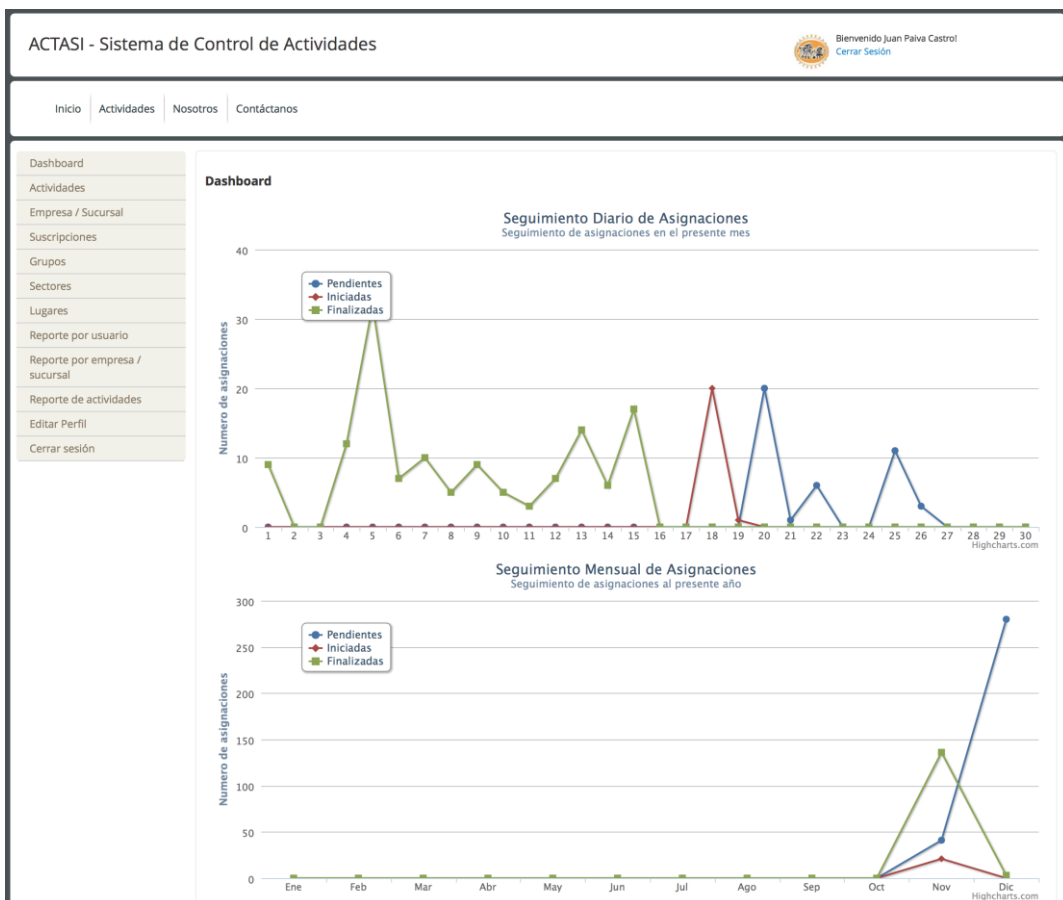 ACTASI - Sistema de Control de Actividades
Bienvenido Juan Paiva Castro!
Cerrar Sesión
Inicio
Actividades
Nosotros
Contáctanos
Dashboard
Actividades
Empresa / Sucursal
Suscripciones
Grupos
Sectores
Lugares
Reporte por usuario
Reporte por empresa /
sucursal
Reporte de actividades
Editar Perfil
Cerrar sesión
Dashboard
Seguimiento Diario de Asignaciones
Seguimiento de asignaciones en el presente mes
Numero de asignaciones
40
30
20
10
0
Pendientes
Iniciadas
Finalizadas
1 2 3 4 5 6 7 8 9 10 11 12 13 14 15 16 17 18 19 20 21 22 23 24 25 26 27 28 29 30
Highcharts.com
Seguimiento Mensual de Asignaciones
Seguimiento de asignaciones al presente año
Numero de asignaciones
300
250
200
150
100
50
0
Pendientes
Iniciadas
Finalizadas
Ene Feb Mar Abr May Jun Jul Ago Sep Oct Nov Dic
Highcharts.com